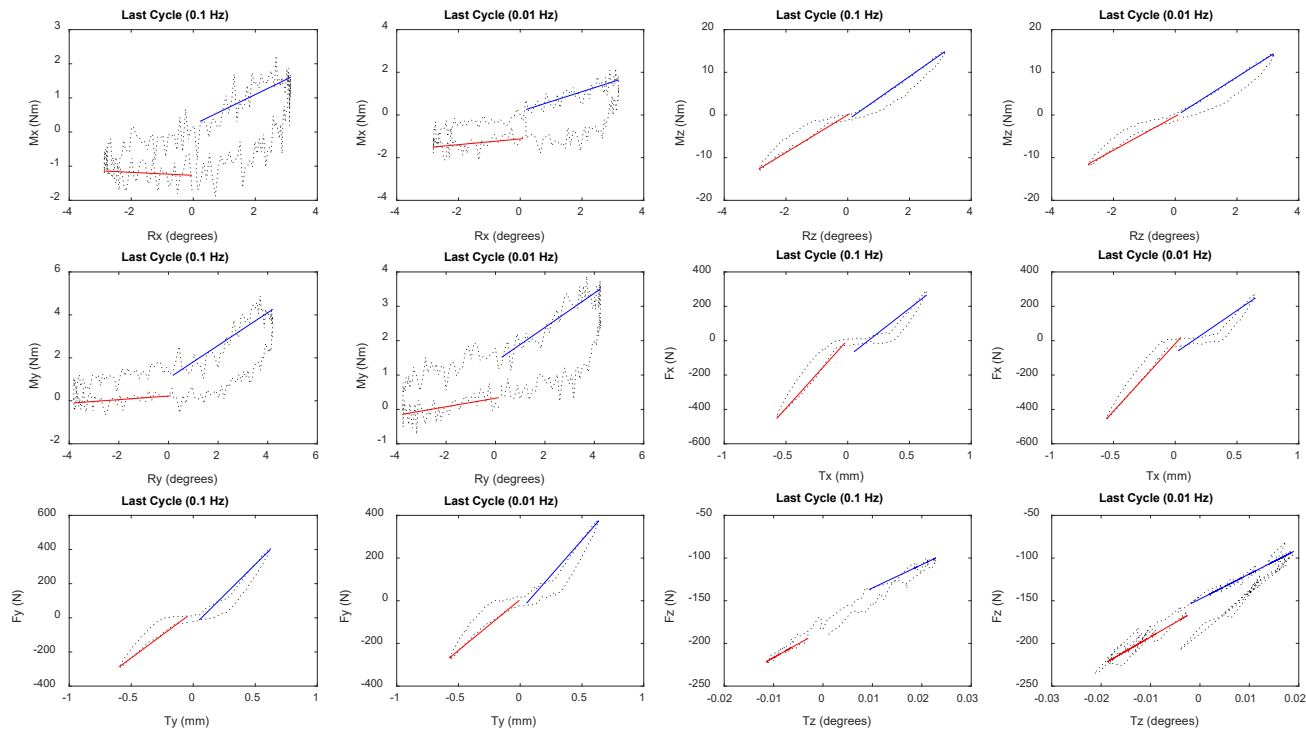 Last Cycle (0.1 Hz)
3
2
1
0
-1
-2
Mx (Nm)
-4 -2 0 2 4
Rx (degrees)
Last Cycle (0.01 Hz)
4
2
0
-2
-4
Mx (Nm)
-4 -2 0 2 4
Rx (degrees)
Last Cycle (0.1 Hz)
20
10
0
-10
-20
Mz (Nm)
-4 -2 0 2 4
Rz (degrees)
Last Cycle (0.01 Hz)
20
10
0
-10
-20
Mz (Nm)
-4 -2 0 2 4
Rz (degrees)
Last Cycle (0.1 Hz)
6
4
2
0
-2
My (Nm)
-4 -2 0 2 4 6
Ry (degrees)
Last Cycle (0.01 Hz)
4
3
2
1
0
-1
My (Nm)
-4 -2 0 2 4 6
Ry (degrees)
Last Cycle (0.1 Hz)
400
200
0
-200
-400
-600
Fx (N)
-1 -0.5 0 0.5 1
Tx (mm)
Last Cycle (0.01 Hz)
400
200
0
-200
-400
-600
Fx (N)
-1 -0.5 0 0.5 1
Tx (mm)
Last Cycle (0.1 Hz)
600
400
200
0
-200
-400
Fy (N)
-1 -0.5 0 0.5 1
Ty (mm)
Last Cycle (0.01 Hz)
400
200
0
-200
-400
Fy (N)
-1 -0.5 0 0.5 1
Ty (mm)
Last Cycle (0.1 Hz)
-50
-100
-150
-200
-250
Fz (N)
-0.02 -0.01 0 0.01 0.02 0.03
Tz (degrees)
Last Cycle (0.01 Hz)
-50
-100
-150
-200
-250
Fz (N)
-0.03 -0.02 -0.01 0 0.01 0.02
Tz (degrees)